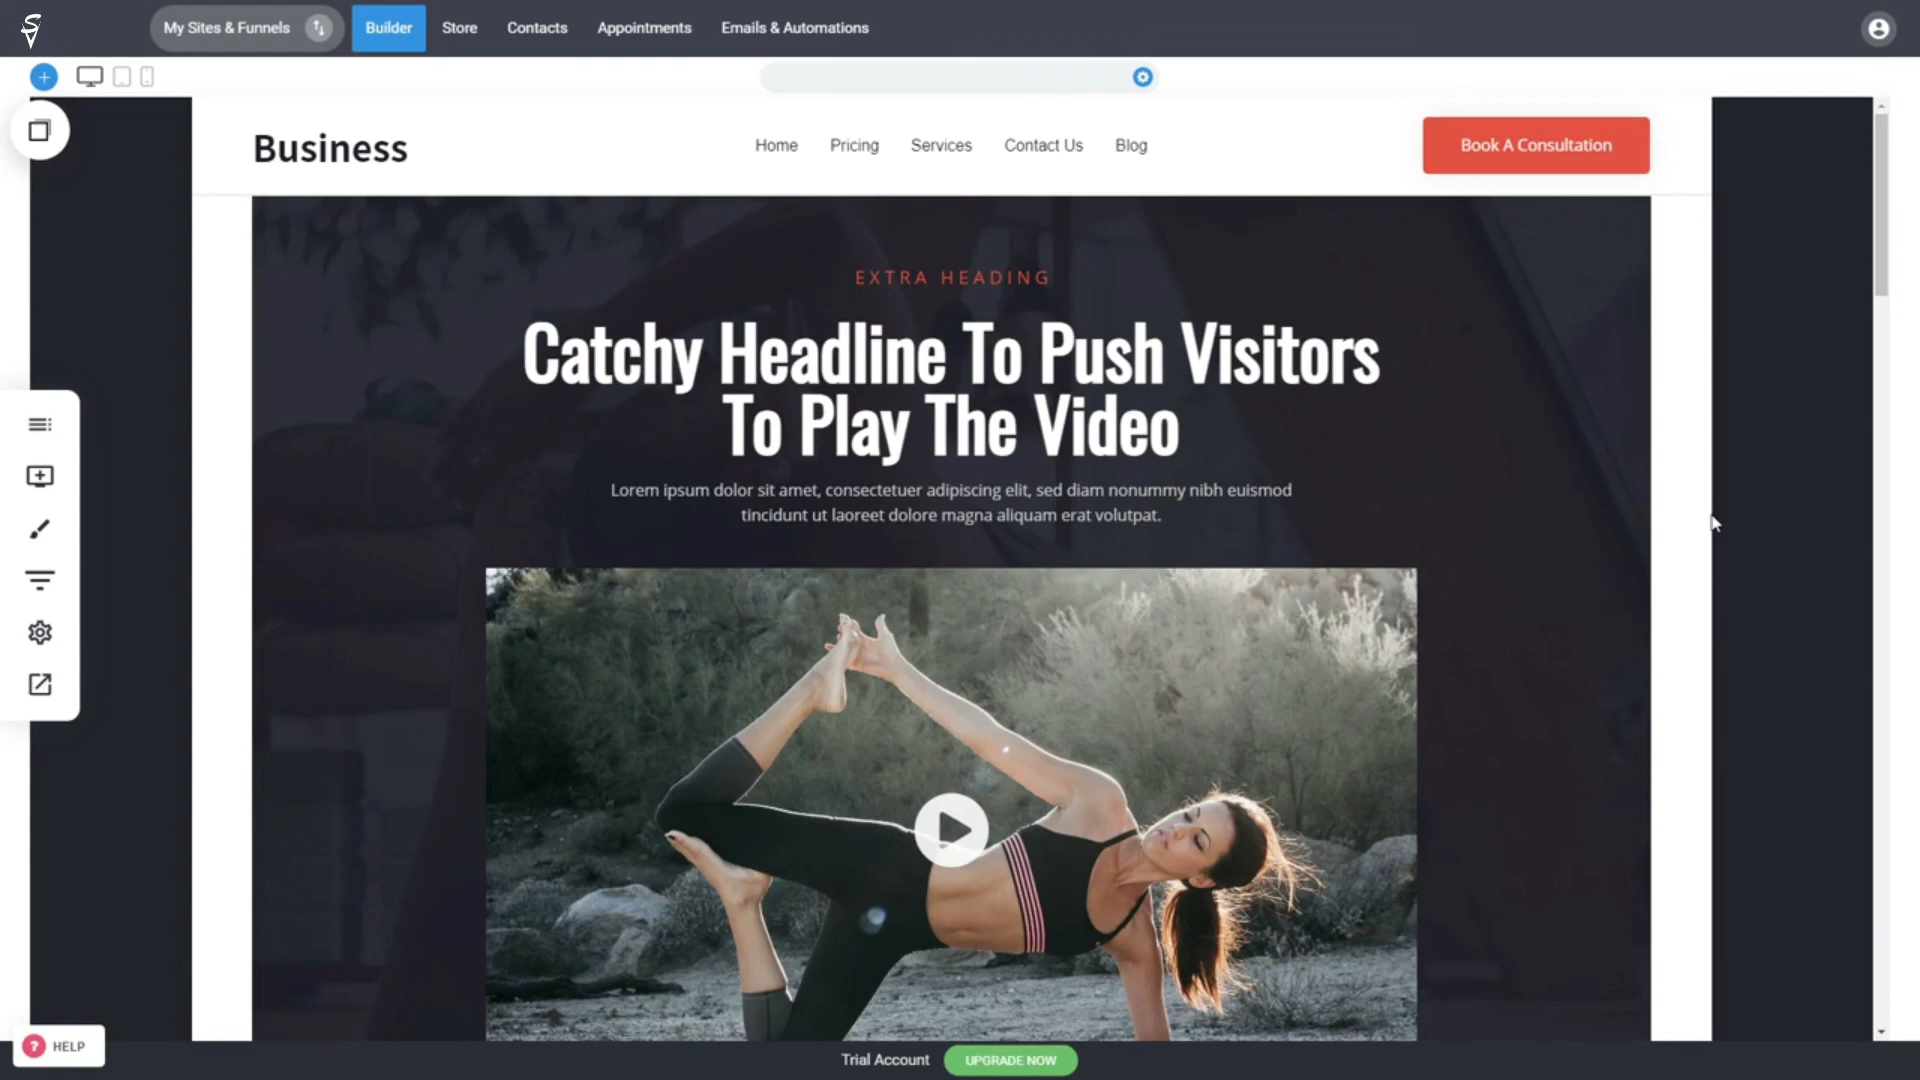 My Sites & Funnels
Builder
Store
Contacts
Appointments
Emails & Automations
Business
Home
Pricing
Services
Contact Us
Blog
Book A Consultation
EXTRA HEADING
Catchy Headline To Push Visitors
To Play The Video
Lorem ipsum dolor sit amet, consectetuer adipiscing elit, sed diam nonummy nibh euismod
tincidunt ut laoreet dolore magna aliquam erat volutpat.
? HELP
Trial Account
UPGRADE NOW